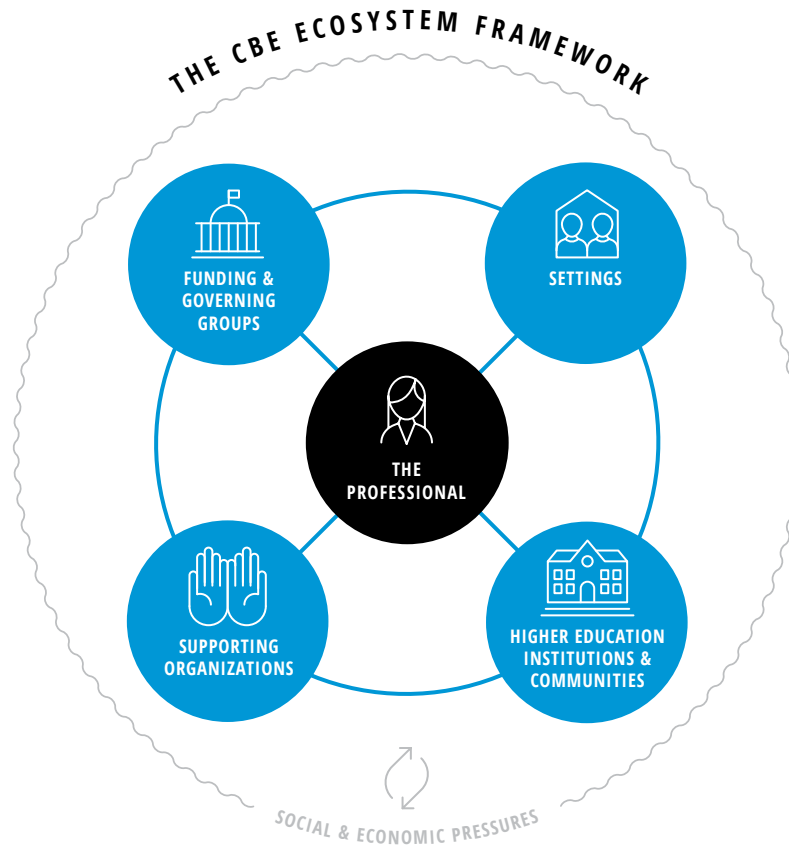 THE CBE ECOSYSTEM FRAMEWORK
FUNDING &
GOVERNING
GROUPS
SETTINGS
THE
PROFESSIONAL
SUPPORTING
ORGANIZATIONS
HIGHER EDUCATION
INSTITUTIONS &
COMMUNITIES
SOCIAL & ECONOMIC PRESSURES